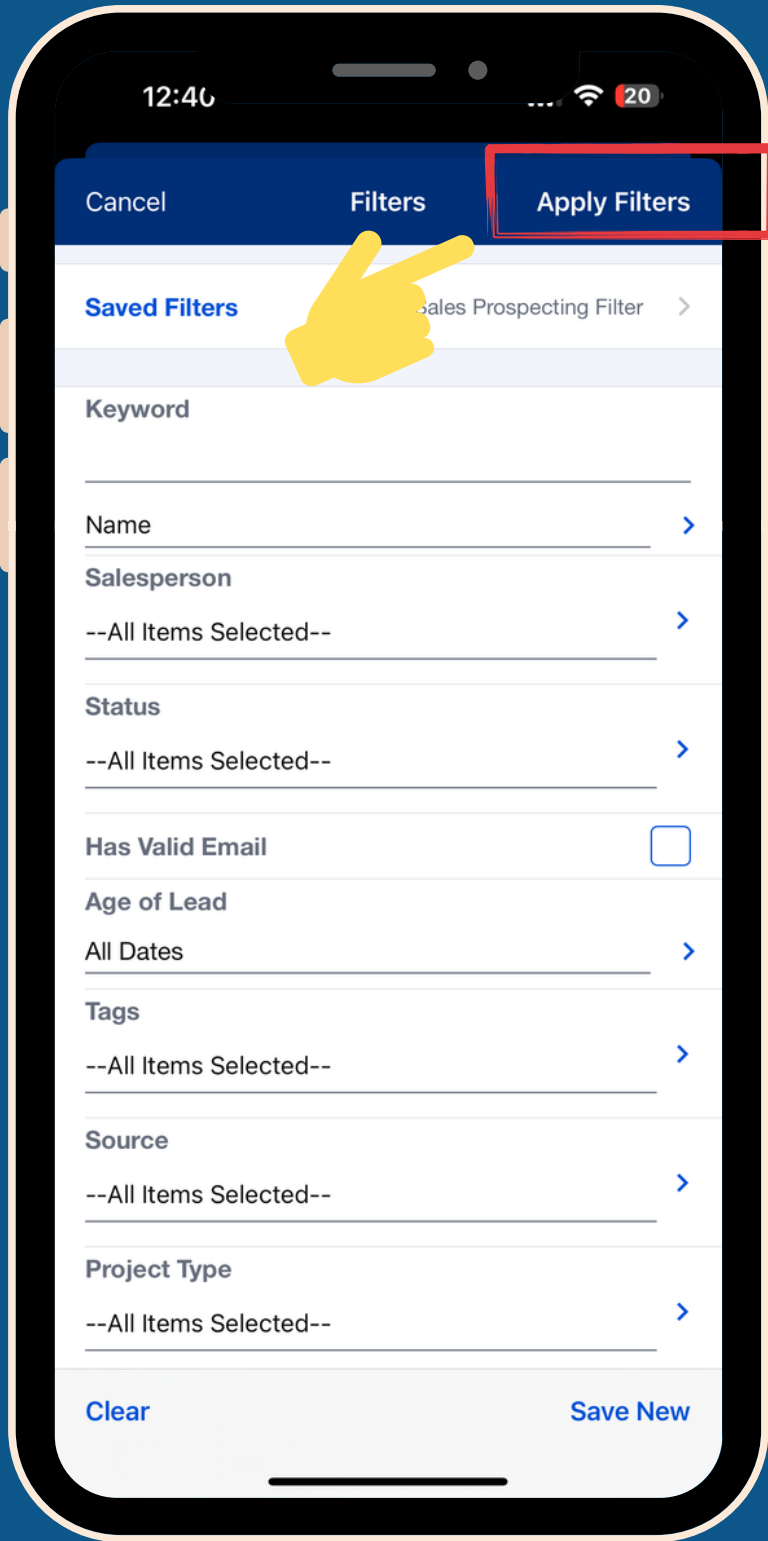 12:40
20
Cancel Filters Apply Filters
Saved Filters Sales Prospecting Filter
Keyword
Name
Salesperson
--All Items Selected--
Status
--All Items Selected--
Has Valid Email
Age of Lead
All Dates
Tags
--All Items Selected--
Source
--All Items Selected--
Project Type
--All Items Selected--
Clear Save New